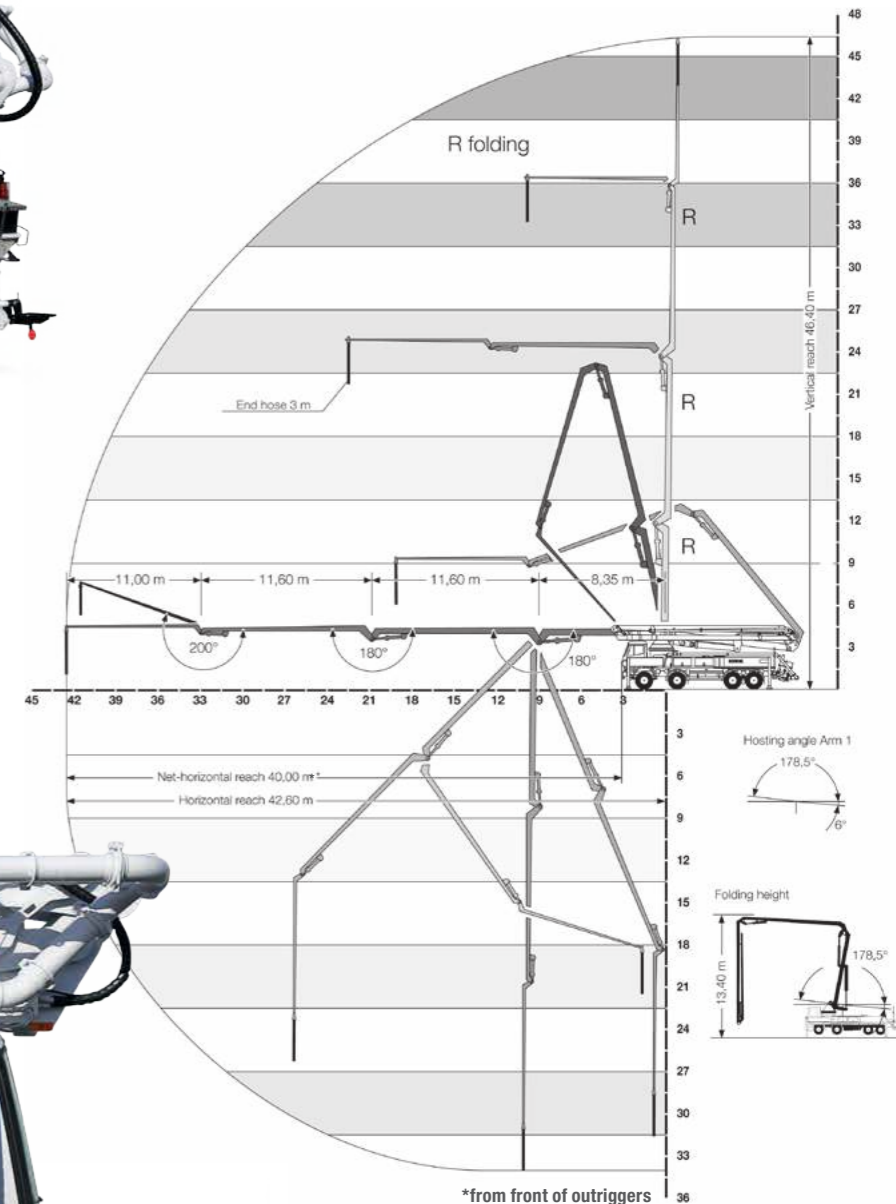 48
45
42
39
R folding
36
R
33
30
27
24
Vertical reach 46,40 m
End hose 3 m
21
R
18
15
12
R
9
11,00 m
11,60 m
11,60 m
8,35 m
6
200°
180°
180°
3
45 42 39 36 33 30 27 24 21 18 15 12 9 6 3
3
Hosting angle Arm 1
178,5°
6°
Net-horizontal reach 40,00 m*
6
Horizontal reach 42,60 m
9
12
15
Folding height
13,40 m
178,5°
18
21
24
27
30
33
36
*from front of outriggers